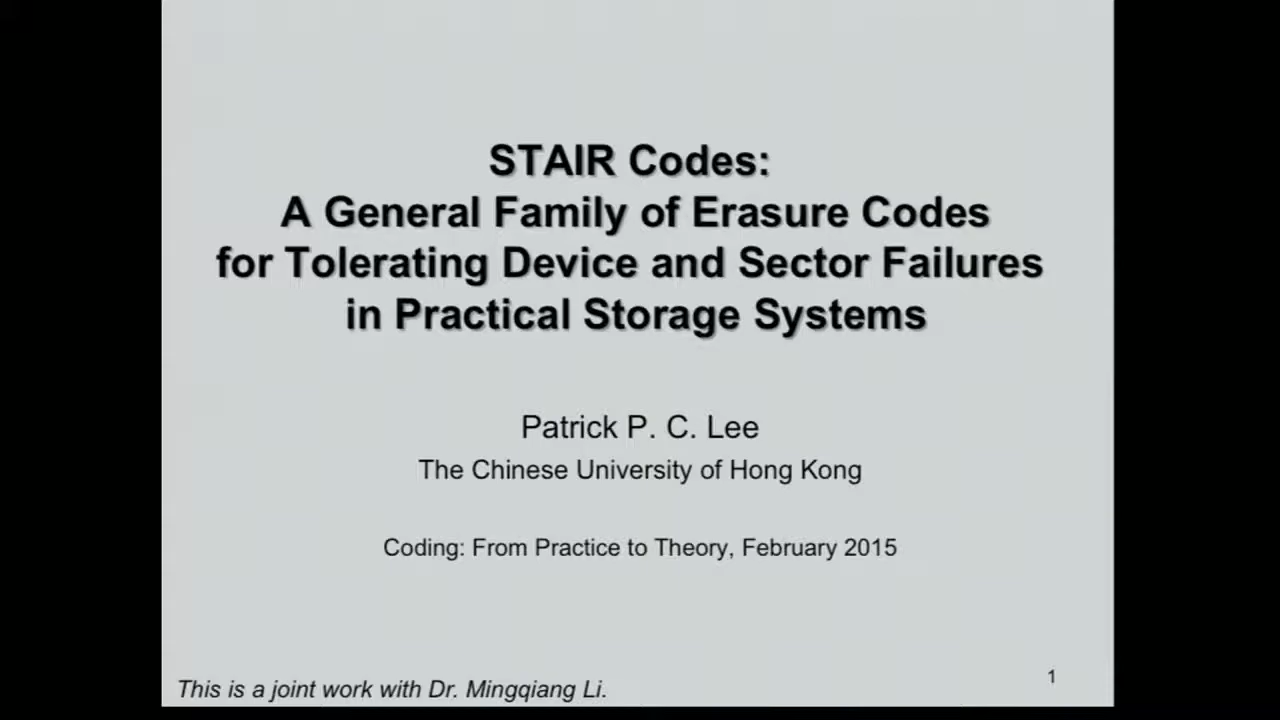 STAIR Codes:
A General Family of Erasure Codes
for Tolerating Device and Sector Failures
in Practical Storage Systems
Patrick P. C. Lee
The Chinese University of Hong Kong
Coding: From Practice to Theory, February 2015
This is a joint work with Dr. Mingqiang Li.
1